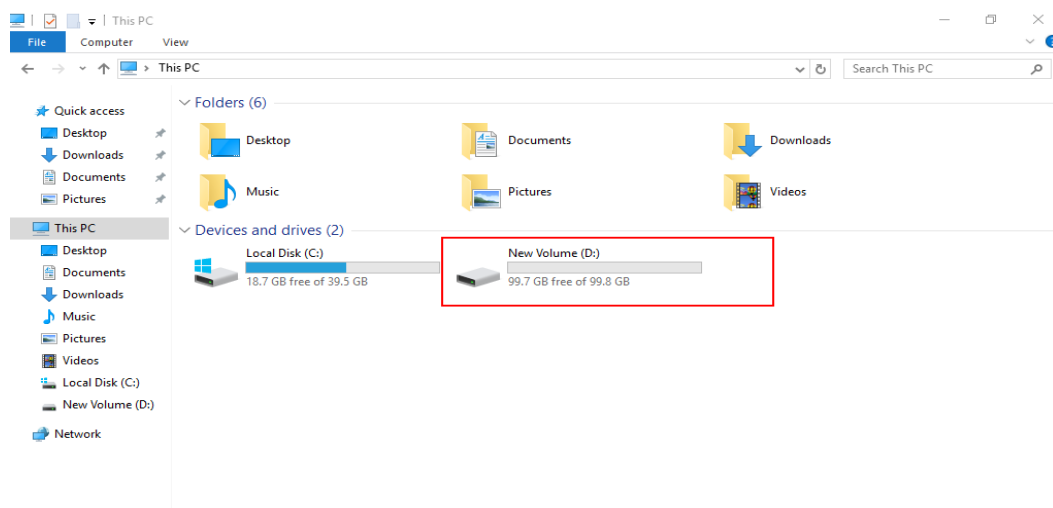 This PC
File Computer View
This PC Search This PC
Quick access
Desktop
Downloads
Documents
Pictures
This PC
Desktop
Documents
Downloads
Music
Pictures
Videos
Local Disk (C:)
New Volume (D:)
Network
Folders (6)
Desktop Documents Downloads
Music Pictures Videos
Devices and drives (2)
Local Disk (C:)
18.7 GB free of 39.5 GB
New Volume (D:)
99.7 GB free of 99.8 GB